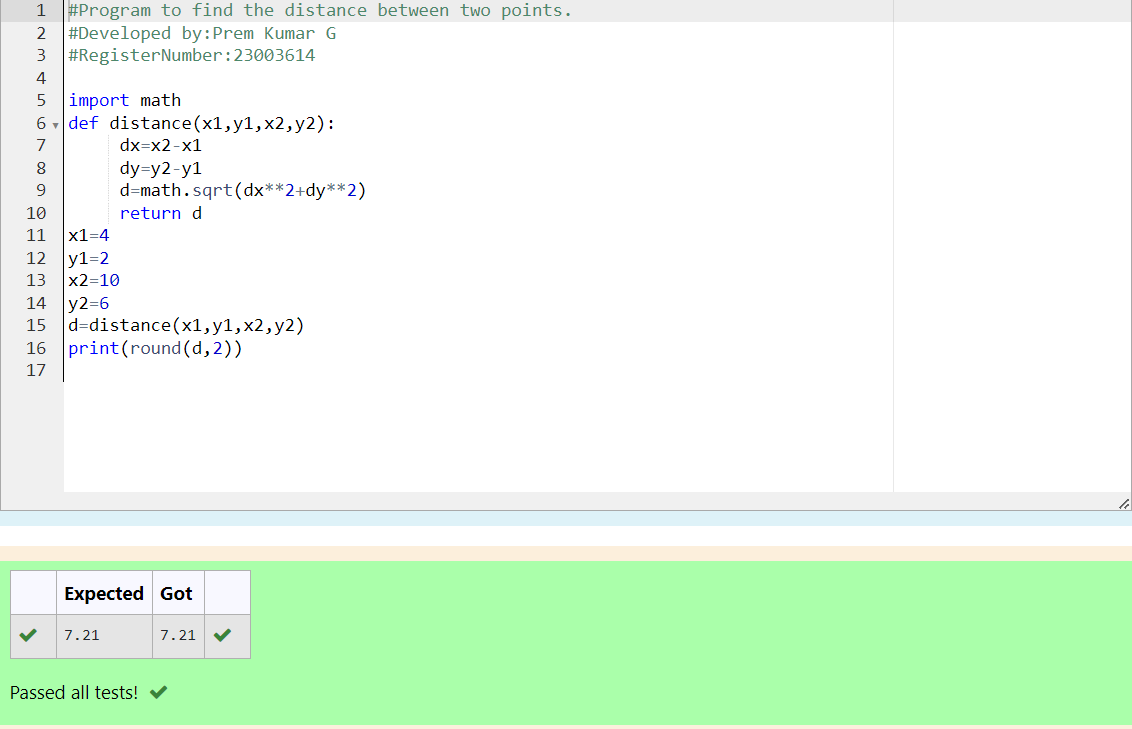 1 #Program to find the distance between two points.
2 #Developed by:Prem Kumar G
3 #RegisterNumber:23003614
4
5 import math
6 def distance(x1,y1,x2,y2):
7      dx=x2-x1
8      dy=y2-y1
9      d=math.sqrt(dx**2+dy**2)
10      return d
11 x1=4
12 y1=2
13 x2=10
14 y2=6
15 d=distance(x1,y1,x2,y2)
16 print(round(d,2))
17
Expected Got
7.21 7.21
Passed all tests!